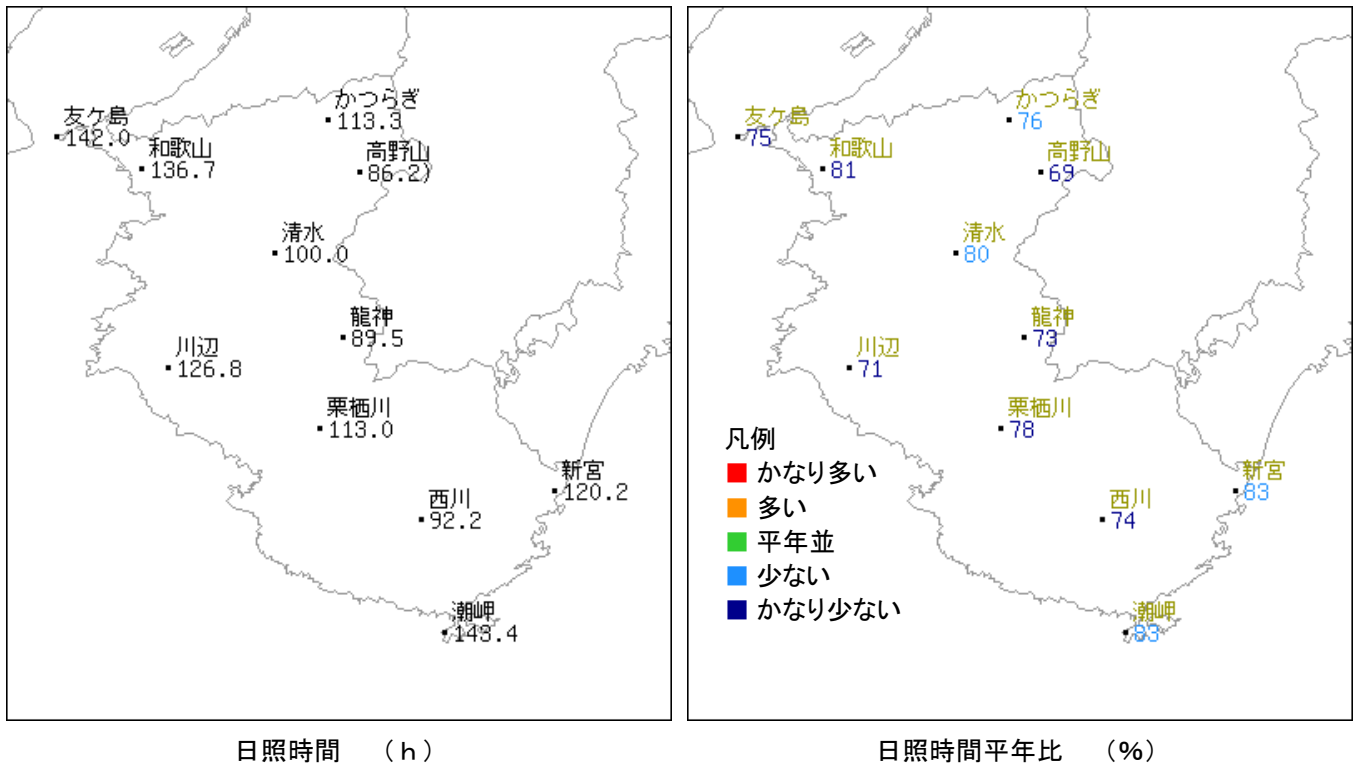 かつらぎ
113.3
友ケ島
142.0
和歌山
136.7
高野山
86.2)
清水
100.0
龍神
89.5
川辺
126.8
栗栖川
113.0
新宮
120.2
西川
92.2
潮岬
143.4
日照時間 （ｈ）
かつらぎ
76
友ケ島
75
和歌山
81
高野山
69
清水
80
龍神
73
川辺
71
栗栖川
78
新宮
83
西川
74
潮岬
83
凡例
かなり多い
多い
平年並
少ない
かなり少ない
日照時間平年比 （％）